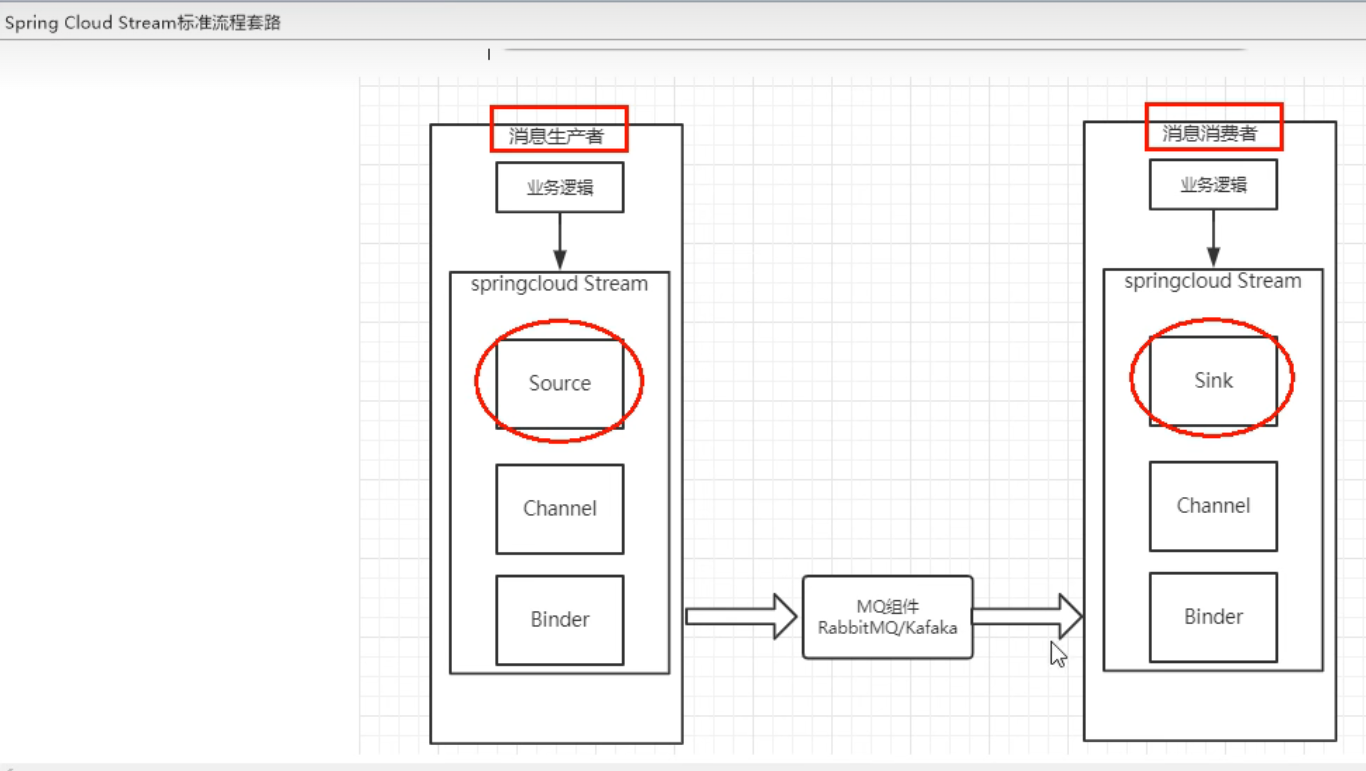 Spring Cloud Stream标准流程套路
消息生产者
业务逻辑
springcloud Stream
Source
Channel
Binder
MQ组件
RabbitMQ/Kafaka
消息消费者
业务逻辑
springcloud Stream
Sink
Channel
Binder